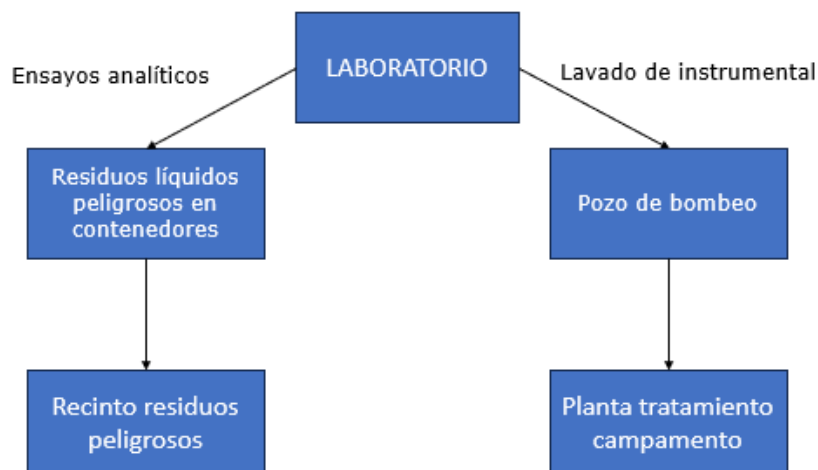 LABORATORIO
Ensayos analíticos
Lavado de instrumental
Residuos líquidos
peligrosos en
contenedores
Pozo de bombeo
Recinto residuos
peligrosos
Planta tratamiento
campamento